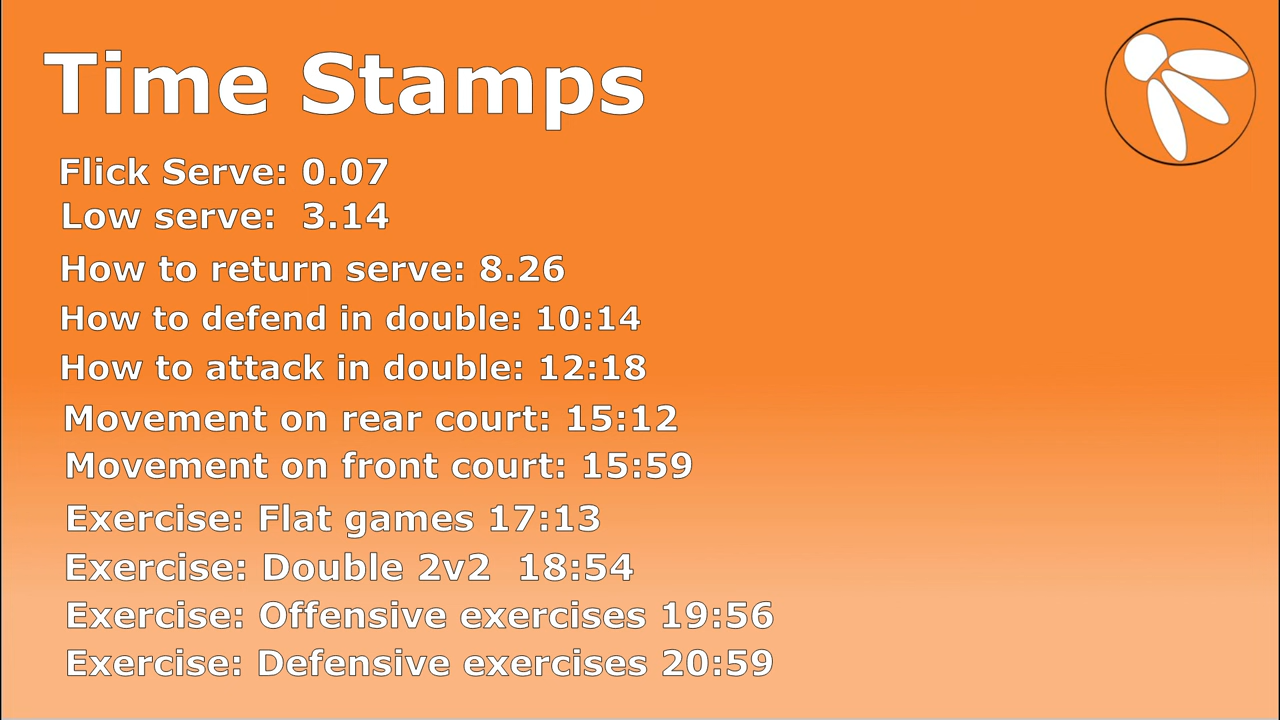 Time Stamps
Flick Serve: 0.07
Low serve:  3.14
How to return serve: 8.26
How to defend in double: 10:14
How to attack in double: 12:18
Movement on rear court: 15:12
Movement on front court: 15:59
Exercise: Flat games 17:13
Exercise: Double 2v2  18:54
Exercise: Offensive exercises 19:56
Exercise: Defensive exercises 20:59